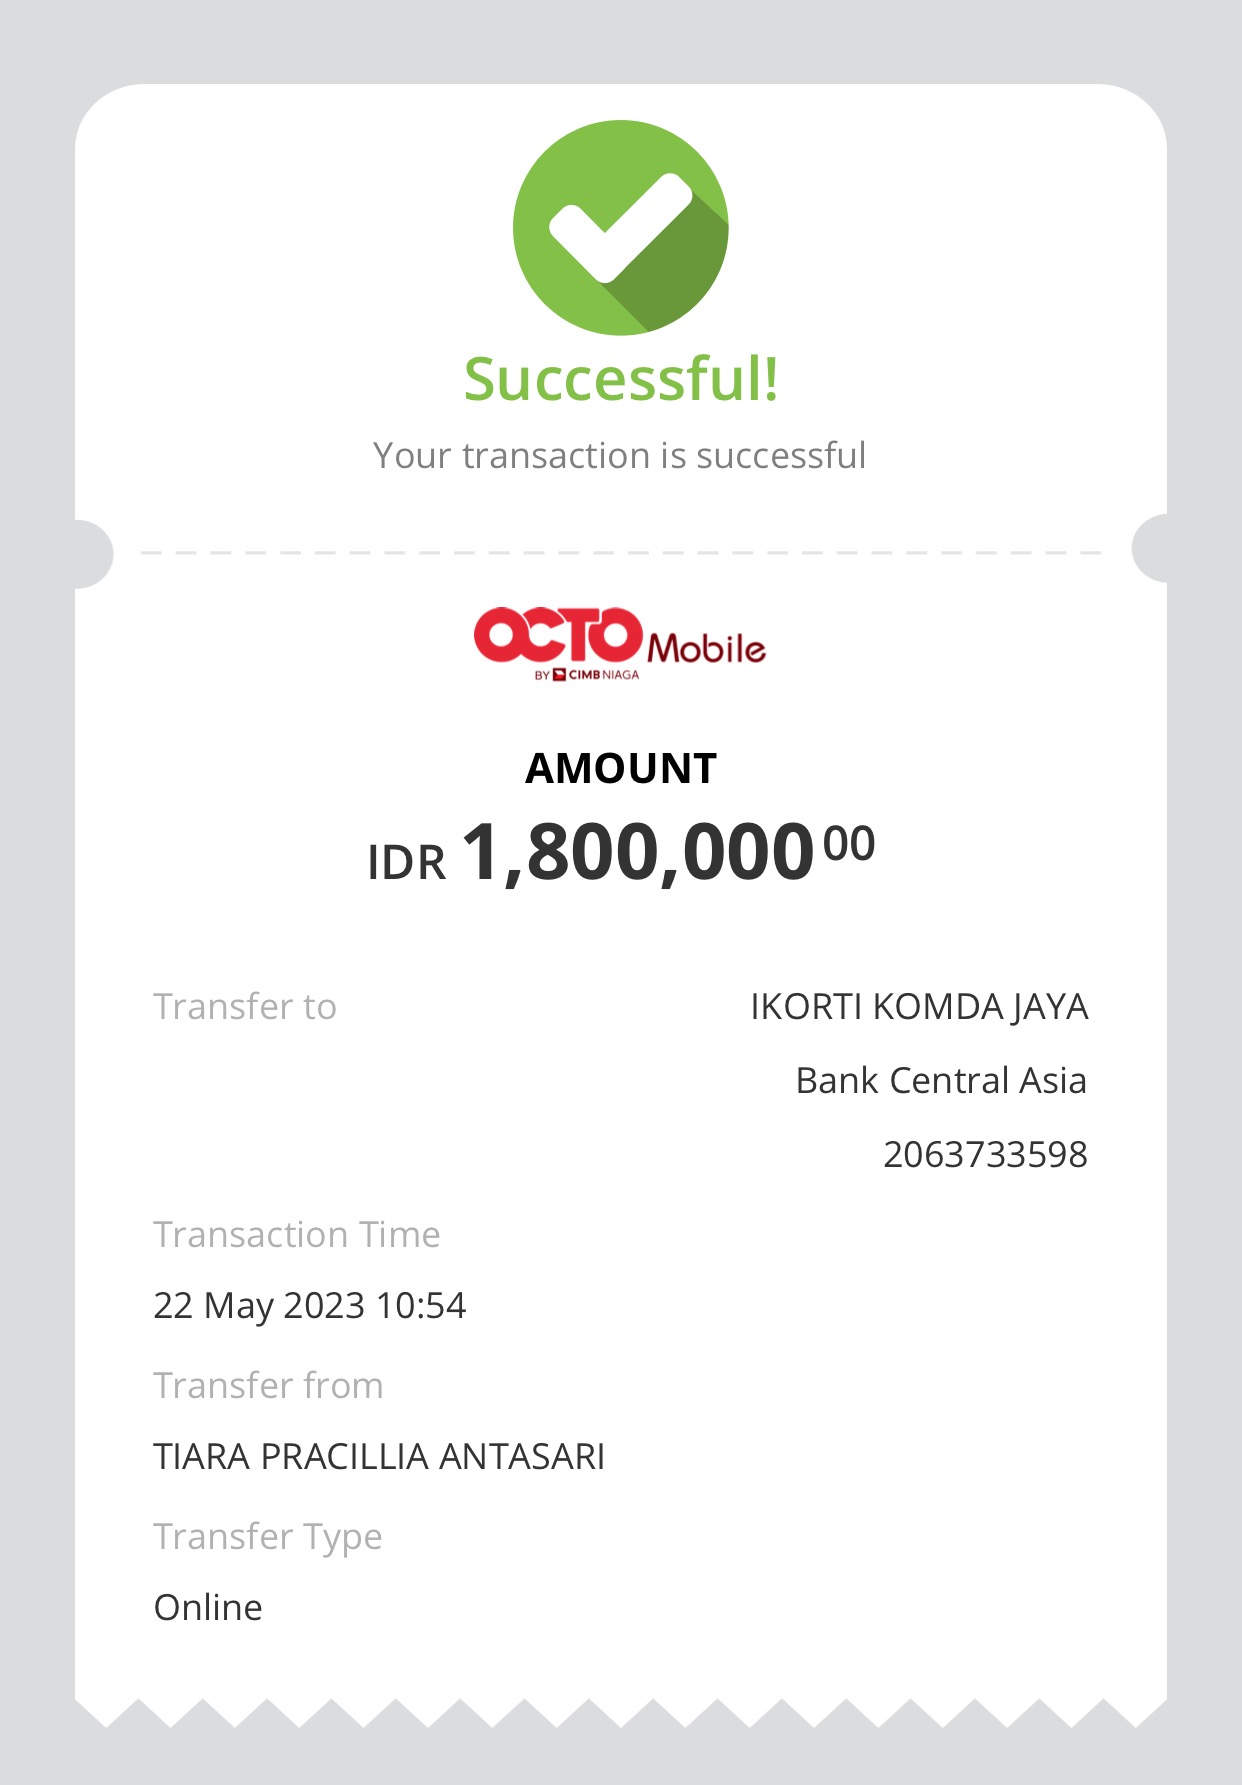 Successful!
Your transaction is successful
OCTO Mobile
BY CIMB NIAGA
AMOUNT
IDR 1,800,000 00
Transfer to IKORTI KOMDA JAYA
Bank Central Asia
2063733598
Transaction Time
22 May 2023 10:54
Transfer from
TIARA PRACILLIA ANTASARI
Transfer Type
Online